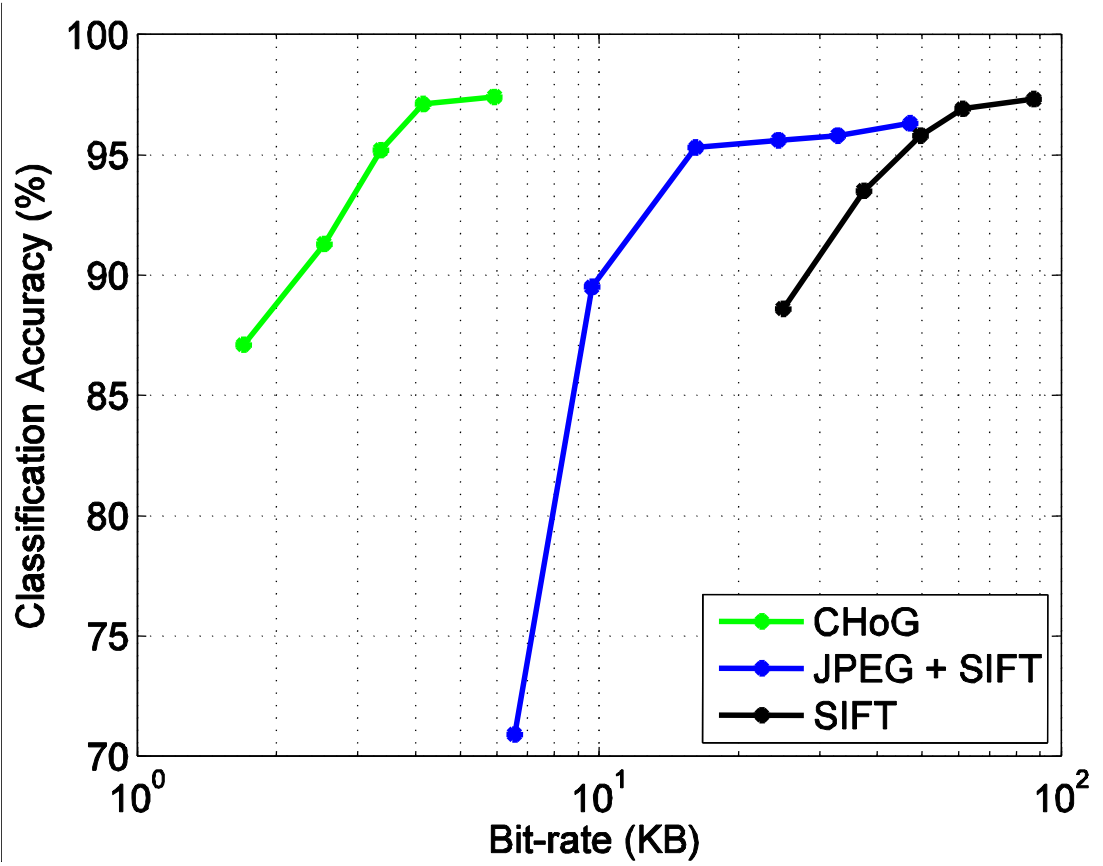 100
95
90
85
80
75
70
Classification Accuracy (%)
CHoG
JPEG + SIFT
SIFT
10^0
10^1
10^2
Bit-rate (KB)